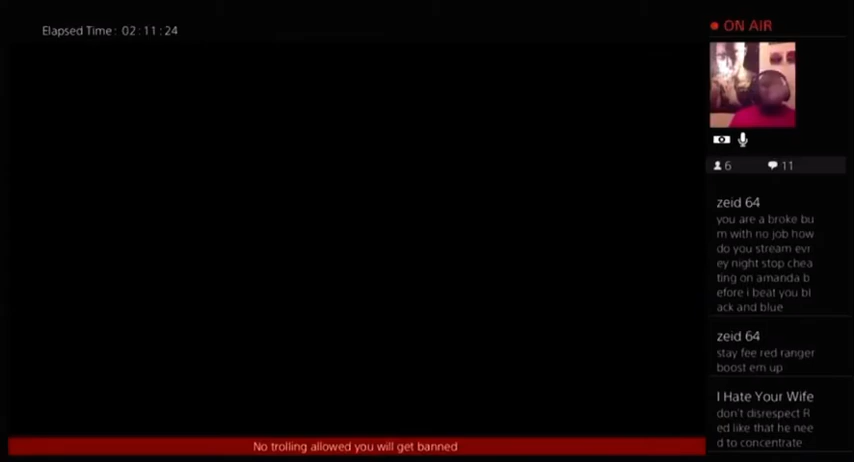 Elapsed Time: 02:11:24
ON AIR
6 11
zeid 64
you are a broke bu
m with no job how
do you stream evr
ey night stop chea
ting on amanda b
efore i beat you bl
ack and blue
zeid 64
stay fee red ranger
boost em up
I Hate Your Wife
don't disrespect R
ed like that he nee
d to concentrate
No trolling allowed you will get banned